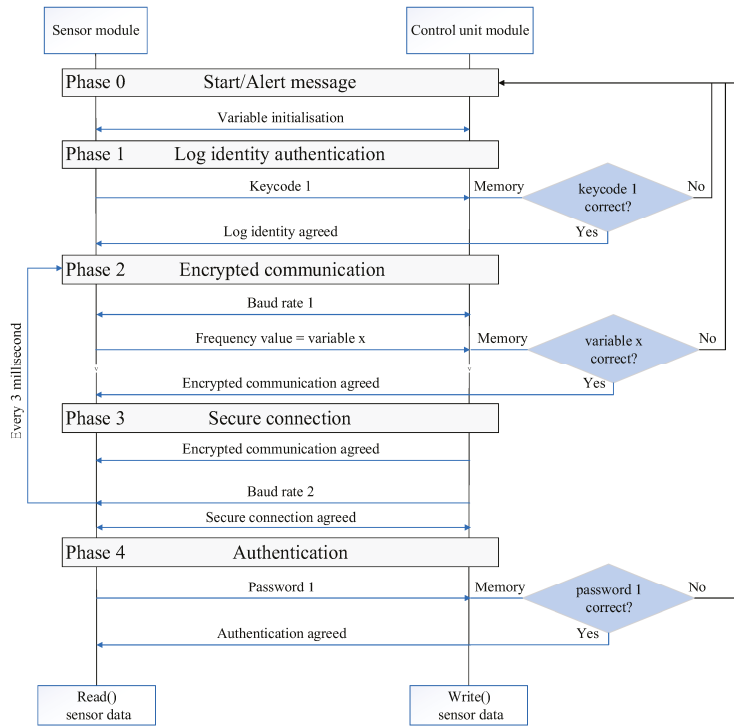 Sensor module
Control unit module
Phase 0 Start/Alert message
Variable initialisation
Phase 1 Log identity authentication
Keycode 1
Memory
keycode 1
correct?
No
Log identity agreed
Yes
Phase 2 Encrypted communication
Baud rate 1
Frequency value = variable x
Memory
variable x
correct?
No
Encrypted communication agreed
Yes
Every 3 millisecond
Phase 3 Secure connection
Encrypted communication agreed
Baud rate 2
Secure connection agreed
Phase 4 Authentication
Password 1
Memory
password 1
correct?
No
Authentication agreed
Yes
Read()
sensor data
Write()
sensor data